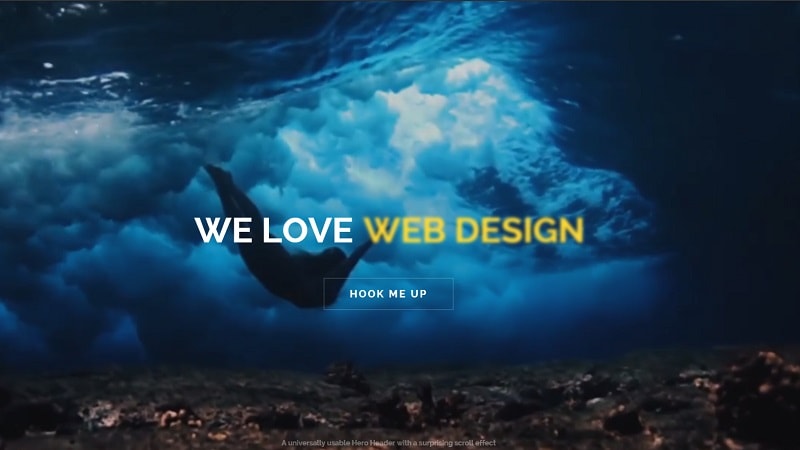 WE LOVE WEB DESIGN
HOOK ME UP
A universally usable Hero Header with a surprising scroll effect